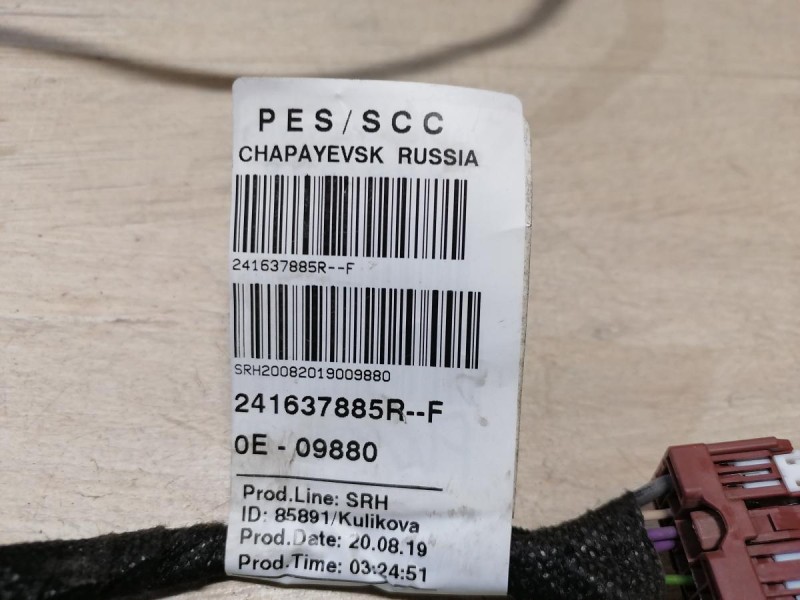 PES/SCC
CHAPAYEVSK RUSSIA
241637885R--F
SRH20082019009880
241637885R--F
0E - 09880
Prod.Line: SRH
ID: 85891/Kulikova
Prod.Date: 20.08.19
Prod.Time: 03:24:51